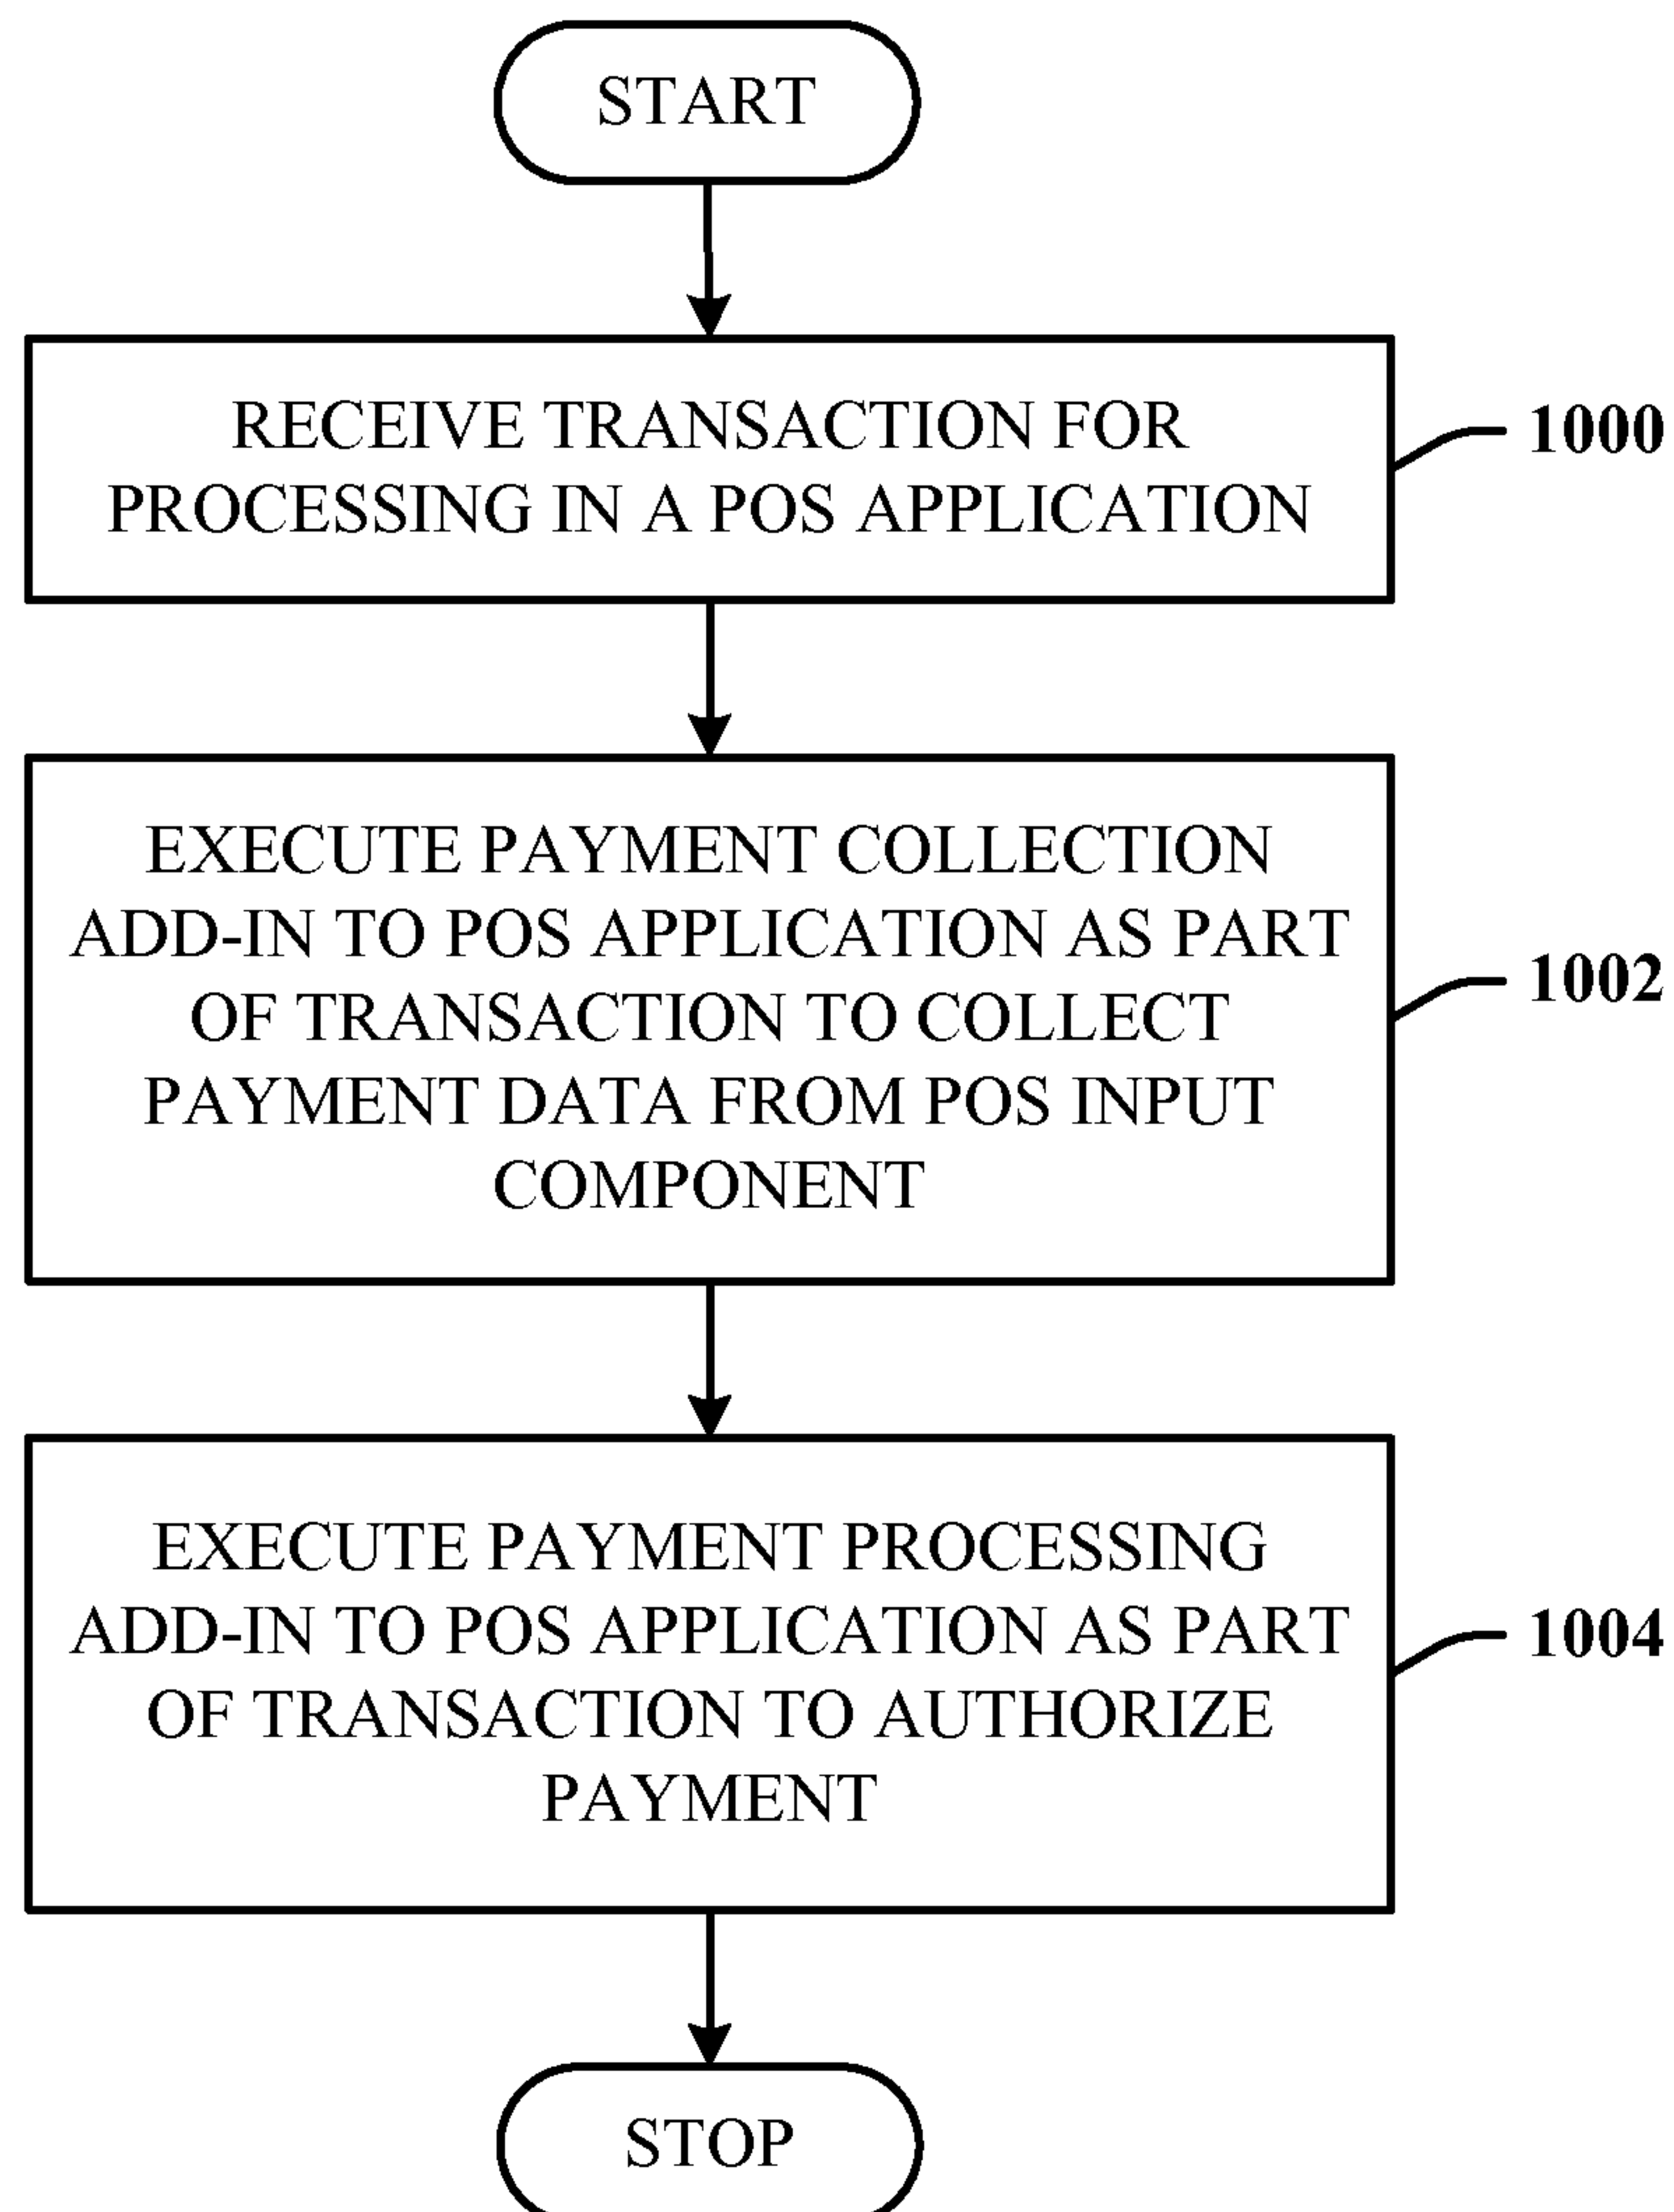 START
RECEIVE TRANSACTION FOR
PROCESSING IN A POS APPLICATION
1000
EXECUTE PAYMENT COLLECTION
ADD-IN TO POS APPLICATION AS PART
OF TRANSACTION TO COLLECT
PAYMENT DATA FROM POS INPUT
COMPONENT
1002
EXECUTE PAYMENT PROCESSING
ADD-IN TO POS APPLICATION AS PART
OF TRANSACTION TO AUTHORIZE
PAYMENT
1004
STOP